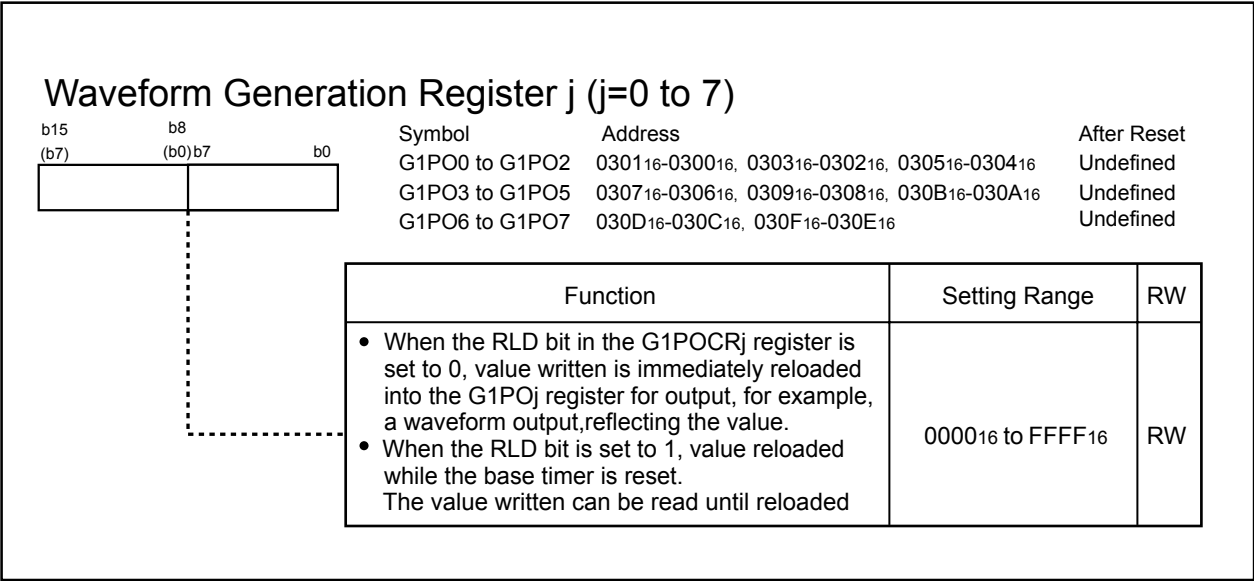 Waveform Generation Register j (j=0 to 7)
b15 b8
(b7) (b0) b7 b0
Symbol Address After Reset
G1PO0 to G1PO2 030116-030016, 030316-030216, 030516-030416 Undefined
G1PO3 to G1PO5 030716-030616, 030916-030816, 030B16-030A16 Undefined
G1PO6 to G1PO7 030D16-030C16, 030F16-030E16 Undefined
Function Setting Range RW
• When the RLD bit in the G1POCRj register is
set to 0, value written is immediately reloaded
into the G1POj register for output, for example,
a waveform output,reflecting the value.
• When the RLD bit is set to 1, value reloaded
while the base timer is reset.
The value written can be read until reloaded
000016 to FFFF16 RW